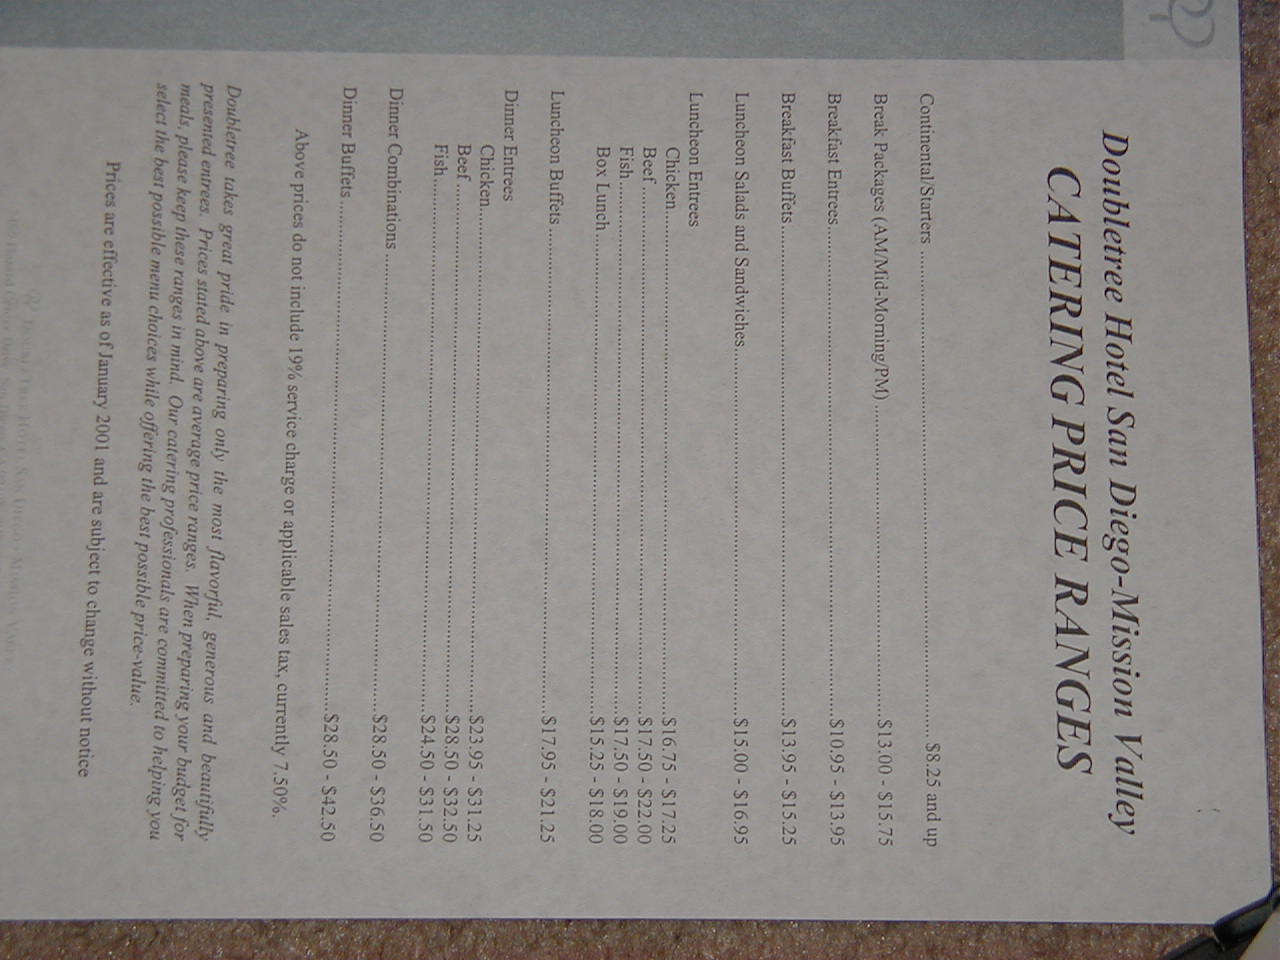 Doubletree Hotel San Diego-Mission Valley
CATERING PRICE RANGES
Continental/Starters ........ $8.25 and up
Break Packages (AM/Mid-Morning/PM) ........ $13.00 - $15.75
Breakfast Entrees ........ $10.95 - $13.95
Breakfast Buffets ........ $13.95 - $15.25
Luncheon Salads and Sandwiches ........ $15.00 - $16.95
Luncheon Entrees
Chicken ........ $16.75 - $17.25
Beef ........ $17.50 - $22.00
Fish ........ $17.50 - $19.00
Box Lunch ........ $15.25 - $18.00
Luncheon Buffets ........ $17.95 - $21.25
Dinner Entrees
Chicken ........ $23.95 - $31.25
Beef ........ $28.50 - $32.50
Fish ........ $24.50 - $31.50
Dinner Combinations ........ $28.50 - $36.50
Dinner Buffets ........ $28.50 - $42.50
Above prices do not include 19% service charge or applicable sales tax, currently 7.50%.
Doubletree takes great pride in preparing only the most flavorful, generous and beautifully
presented entrees. Prices stated above are average price ranges. When preparing your budget for
meals, please keep these ranges in mind. Our catering professionals are committed to helping you
select the best possible menu choices while offering the best possible price-value.
Prices are effective as of January 2001 and are subject to change without notice
DoubleTree Hotel San Diego • Mission Valley